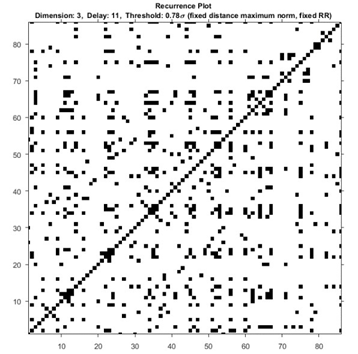 Recurrence Plot
Dimension: 3, Delay: 11, Threshold: 0.78σ (fixed distance maximum norm, fixed RR)
80
70
60
50
40
30
20
10
10 20 30 40 50 60 70 80